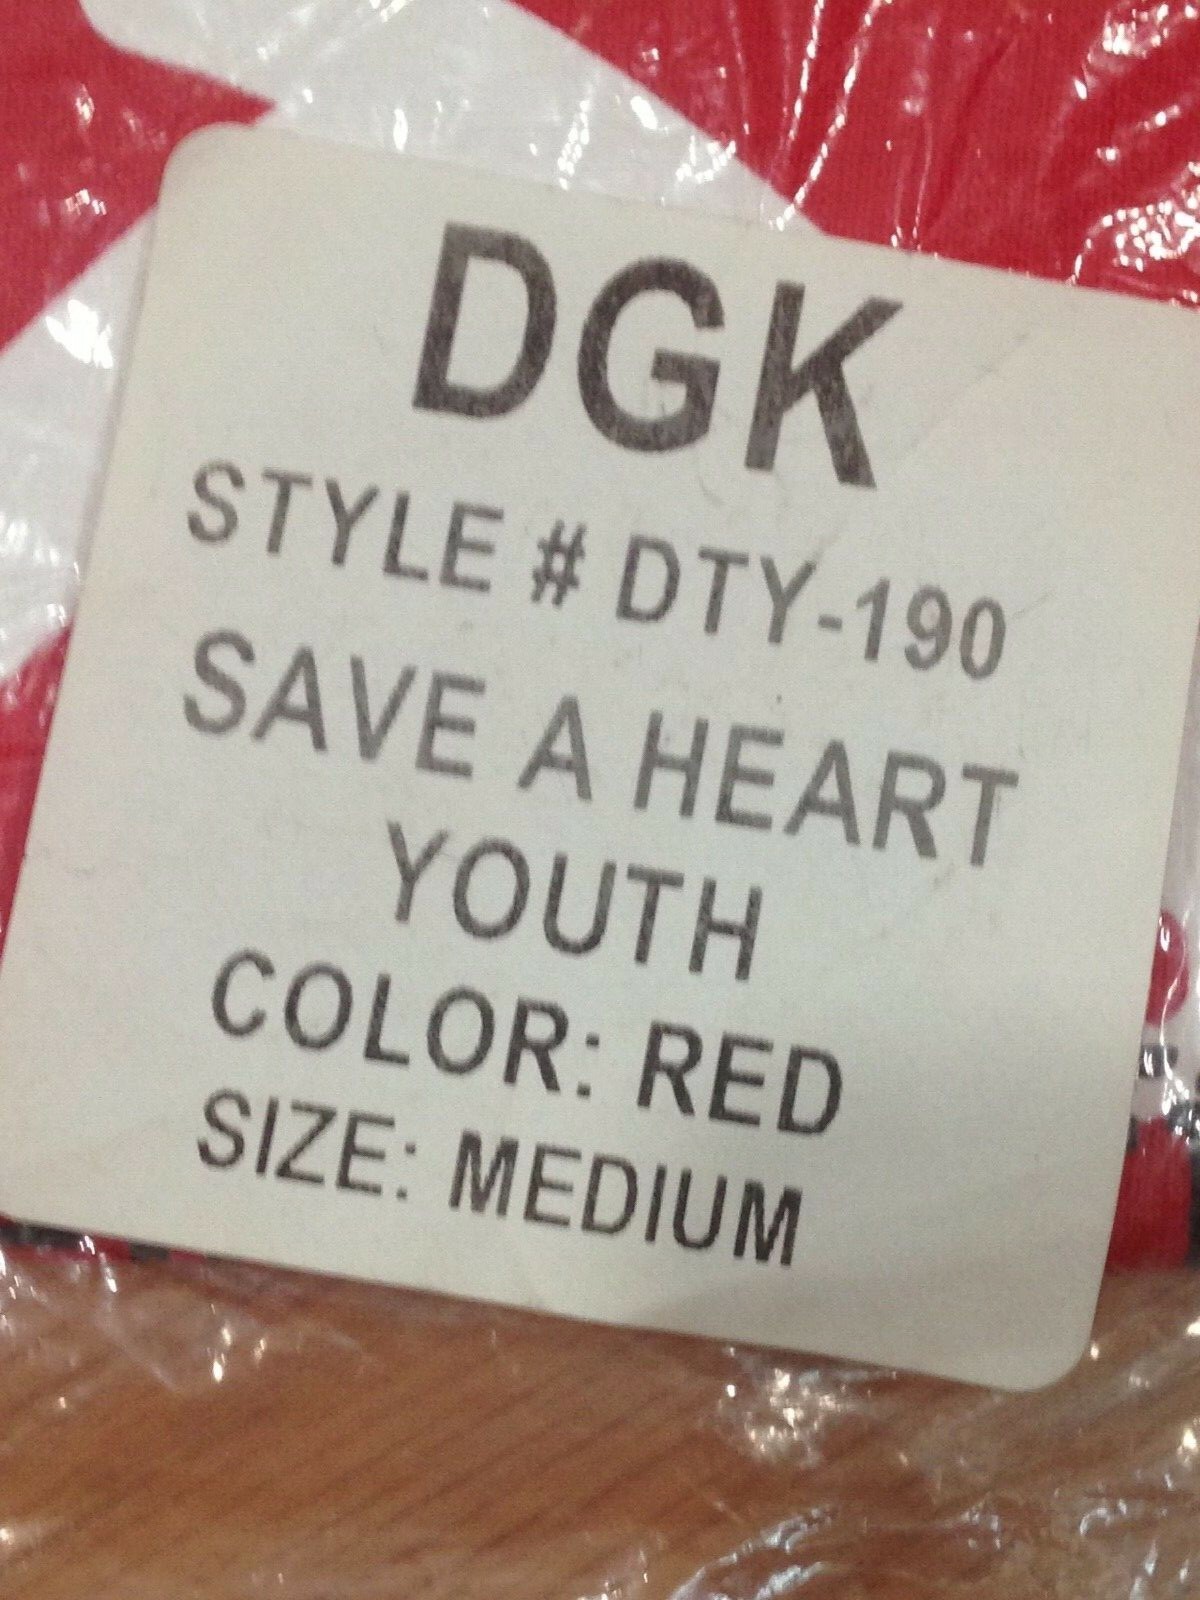 DGK
STYLE # DTY-190
SAVE A HEART
YOUTH
COLOR: RED
SIZE: MEDIUM